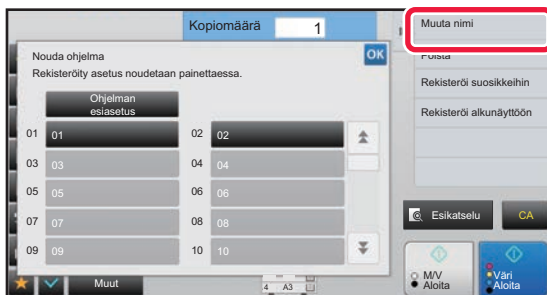 Kopiomäärä 1
Muuta nimi
Nouda ohjelma OK
Poista
Rekisteröity asetus noudetaan painettaessa.
Rekisteröi suosikkeihin
Ohjelman
esiasetus
Rekisteröi alkunäyttöön
01 01 02 02
03 03 04 04
05 05 06 06
07 07 08 08
Esikatselu CA
09 09 10 10
M/V
Aloita
Väri
Aloita
Muut
4 A3